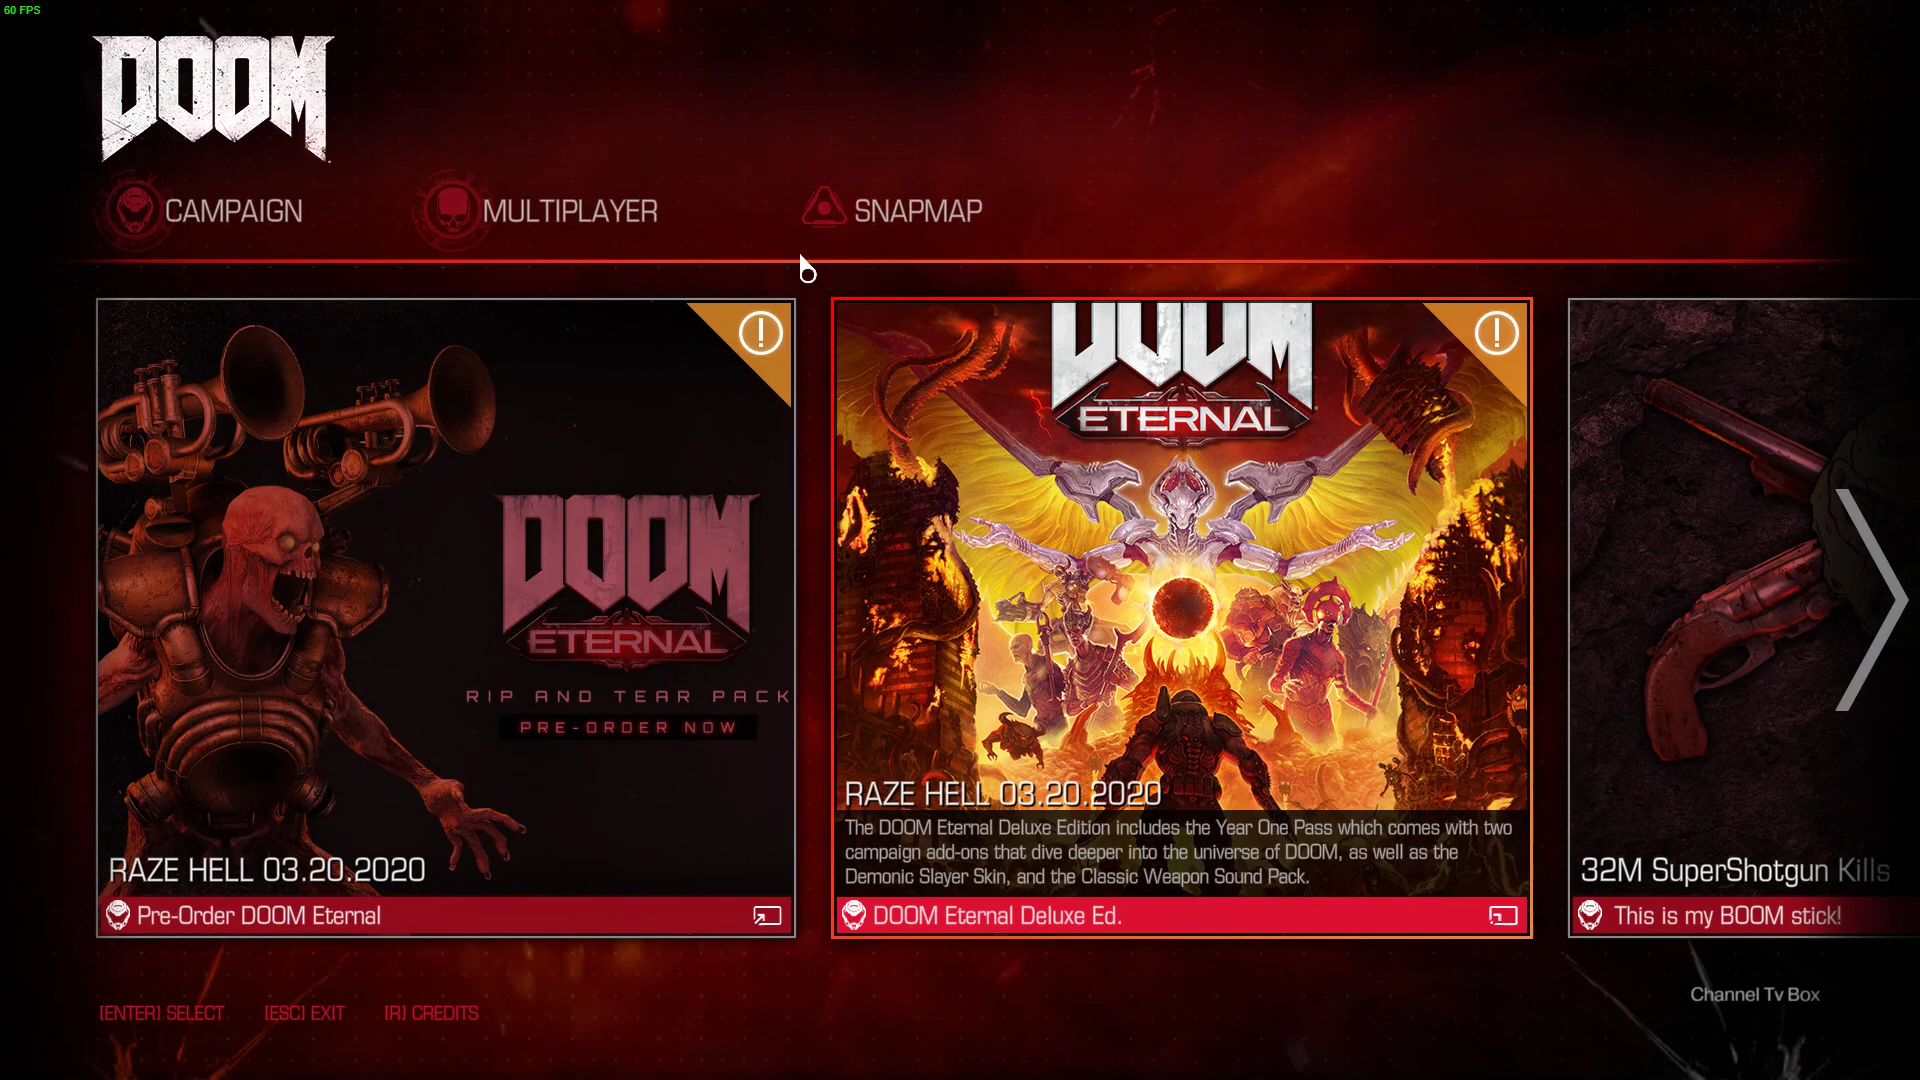 60 FPS
DOOM
CAMPAIGN
MULTIPLAYER
SNAPMAP
DOOM
ETERNAL
RIP AND TEAR PACK
PRE-ORDER NOW
RAZE HELL 03.20.2020
Pre-Order DOOM Eternal
DOOM
ETERNAL
RAZE HELL 03.20.2020
The DOOM Eternal Deluxe Edition includes the Year One Pass which comes with two
campaign add-ons that dive deeper into the universe of DOOM, as well as the
Demonic Slayer Skin, and the Classic Weapon Sound Pack.
DOOM Eternal Deluxe Ed.
32M SuperShotgun Kills
This is my BOOM stick!
[ENTER] SELECT [ESC] EXIT [R] CREDITS
Channel Tv Box